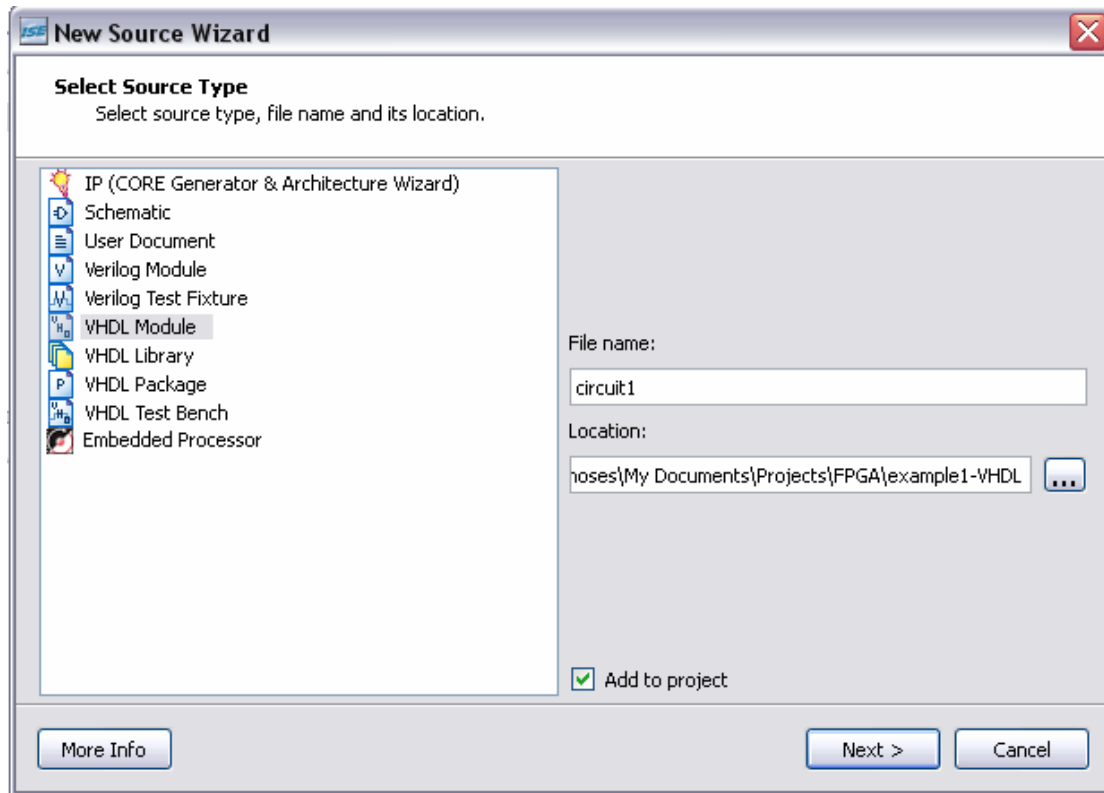 ISE New Source Wizard
Select Source Type
Select source type, file name and its location.
IP (CORE Generator & Architecture Wizard)
Schematic
User Document
Verilog Module
Verilog Test Fixture
VHDL Module
VHDL Library
VHDL Package
VHDL Test Bench
Embedded Processor
File name:
circuit1
Location:
noses\My Documents\Projects\FPGA\example1-VHDL
...
Add to project
More Info
Next >
Cancel